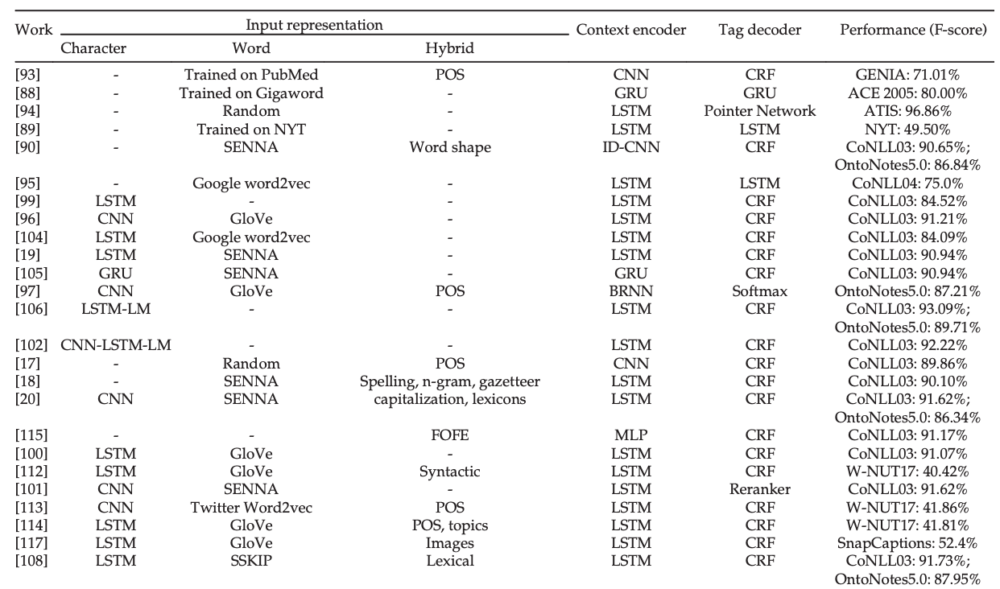 Work Input representation Context encoder Tag decoder Performance (F-score)
Character Word Hybrid
[93] - Trained on PubMed POS CNN CRF GENIA: 71.01%
[88] - Trained on Gigaword - GRU GRU ACE 2005: 80.00%
[94] - Random - LSTM Pointer Network ATIS: 96.86%
[89] - Trained on NYT - LSTM LSTM NYT: 49.50%
[90] - SENNA Word shape ID-CNN CRF CoNLL03: 90.65%;
OntoNotes5.0: 86.84%
[95] - Google word2vec - LSTM LSTM CoNLL04: 75.0%
[99] LSTM - - LSTM CRF CoNLL03: 84.52%
[96] CNN GloVe - LSTM CRF CoNLL03: 91.21%
[104] LSTM Google word2vec - LSTM CRF CoNLL03: 84.09%
[19] LSTM SENNA - LSTM CRF CoNLL03: 90.94%
[105] GRU SENNA - GRU CRF CoNLL03: 90.94%
[97] CNN GloVe POS BRNN Softmax OntoNotes5.0: 87.21%
[106] LSTM-LM - - LSTM CRF CoNLL03: 93.09%;
OntoNotes5.0: 89.71%
[102] CNN-LSTM-LM - - LSTM CRF CoNLL03: 92.22%
[17] - Random POS CNN CRF CoNLL03: 89.86%
[18] - SENNA Spelling, n-gram, gazetteer LSTM CRF CoNLL03: 90.10%
[20] CNN SENNA capitalization, lexicons LSTM CRF CoNLL03: 91.62%;
OntoNotes5.0: 86.34%
[115] - - FOFE MLP CRF CoNLL03: 91.17%
[100] LSTM GloVe - LSTM CRF CoNLL03: 91.07%
[112] LSTM GloVe Syntactic LSTM CRF W-NUT17: 40.42%
[101] CNN SENNA - LSTM Reranker CoNLL03: 91.62%
[113] CNN Twitter Word2vec POS LSTM CRF W-NUT17: 41.86%
[114] LSTM GloVe POS, topics LSTM CRF W-NUT17: 41.81%
[117] LSTM GloVe Images LSTM CRF SnapCaptions: 52.4%
[108] LSTM SSKIP Lexical LSTM CRF CoNLL03: 91.73%;
OntoNotes5.0: 87.95%